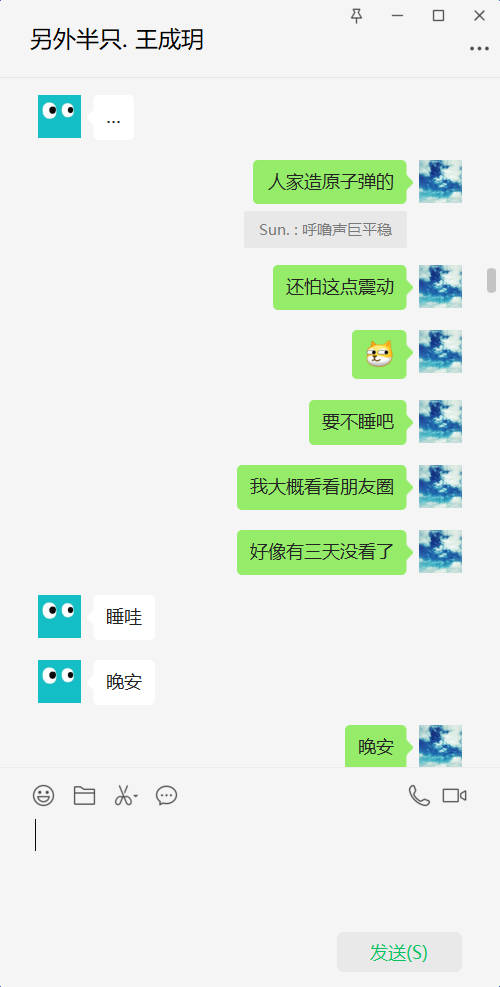 另外半只. 王成玥
...
人家造原子弹的
Sun. : 呼噜声巨平稳
还怕这点震动
要不睡吧
我大概看看朋友圈
好像有三天没看了
睡哇
晚安
晚安
发送(S)